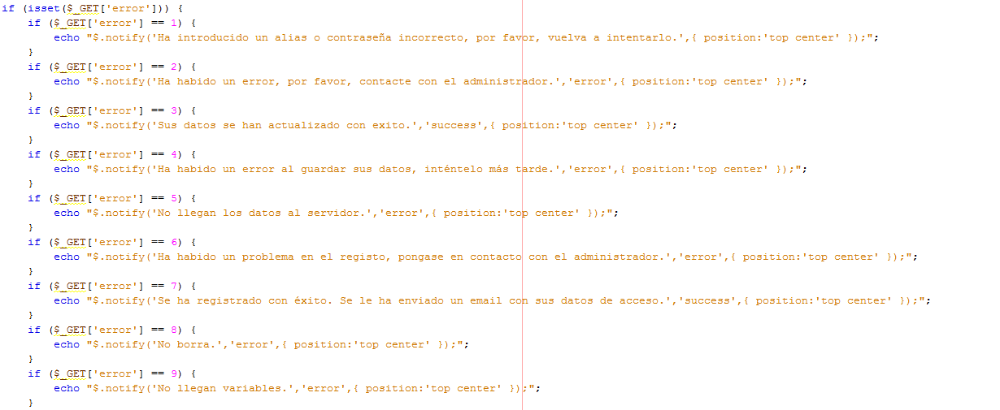 if (isset($_GET['error'])) {
if ($_GET['error'] == 1) {
echo "$.notify('Ha introducido un alias o contraseña incorrecto, por favor, vuelva a intentarlo.',{ position:'top center' });";
}
if ($_GET['error'] == 2) {
echo "$.notify('Ha habido un error, por favor, contacte con el administrador.','error',{ position:'top center' });";
}
if ($_GET['error'] == 3) {
echo "$.notify('Sus datos se han actualizado con exito.','success',{ position:'top center' });";
}
if ($_GET['error'] == 4) {
echo "$.notify('Ha habido un error al guardar sus datos, inténtelo más tarde.','error',{ position:'top center' });";
}
if ($_GET['error'] == 5) {
echo "$.notify('No llegan los datos al servidor.','error',{ position:'top center' });";
}
if ($_GET['error'] == 6) {
echo "$.notify('Ha habido un problema en el registo, pongase en contacto con el administrador.','error',{ position:'top center' });";
}
if ($_GET['error'] == 7) {
echo "$.notify('Se ha registrado con éxito. Se le ha enviado un email con sus datos de acceso.','success',{ position:'top center' });";
}
if ($_GET['error'] == 8) {
echo "$.notify('No borra.','error',{ position:'top center' });";
}
if ($_GET['error'] == 9) {
echo "$.notify('No llegan variables.','error',{ position:'top center' });";
}